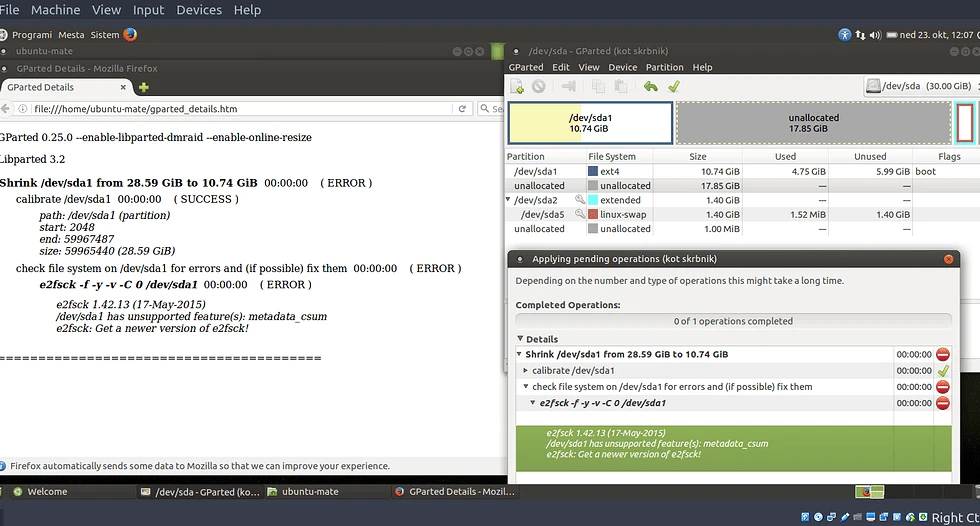 File Machine View Input Devices Help
Programi Mesta Sistem
ned 23. okt, 12:07
ubuntu-mate
GParted Details - Mozilla Firefox
GParted Details
file:///home/ubuntu-mate/gparted_details.htm
GParted 0.25.0 --enable-libparted-dmraid --enable-online-resize
Libparted 3.2
Shrink /dev/sda1 from 28.59 GiB to 10.74 GiB 00:00:00 ( ERROR )
calibrate /dev/sda1 00:00:00 ( SUCCESS )
path: /dev/sda1 (partition)
start: 2048
end: 59967487
size: 59965440 (28.59 GiB)
check file system on /dev/sda1 for errors and (if possible) fix them 00:00:00 ( ERROR )
e2fsck -f -y -v -C 0 /dev/sda1 00:00:00 ( ERROR )
e2fsck 1.42.13 (17-May-2015)
/dev/sda1 has unsupported feature(s): metadata_csum
e2fsck: Get a newer version of e2fsck!
========================================
Firefox automatically sends some data to Mozilla so that we can improve your experience.
/dev/sda - GParted (kot skrbnik)
GParted Edit View Device Partition Help
/dev/sda (30.00 GiB)
/dev/sda1
10.74 GiB
unallocated
17.85 GiB
Partition File System Size Used Unused Flags
/dev/sda1 ext4 10.74 GiB 4.75 GiB 5.99 GiB boot
unallocated unallocated 17.85 GiB — —
/dev/sda2 extended 1.40 GiB — —
/dev/sda5 linux-swap 1.40 GiB 1.52 MiB 1.40 GiB
unallocated unallocated 1.00 MiB — —
Applying pending operations (kot skrbnik)
Depending on the number and type of operations this might take a long time.
Completed Operations:
0 of 1 operations completed
Details
Shrink /dev/sda1 from 28.59 GiB to 10.74 GiB 00:00:00
calibrate /dev/sda1 00:00:00
check file system on /dev/sda1 for errors and (if possible) fix them 00:00:00
e2fsck -f -y -v -C 0 /dev/sda1 00:00:00
e2fsck 1.42.13 (17-May-2015)
/dev/sda1 has unsupported feature(s): metadata_csum
e2fsck: Get a newer version of e2fsck!
Welcome /dev/sda - GParted (ko... ubuntu-mate GParted Details - Mozil...
Right Ct